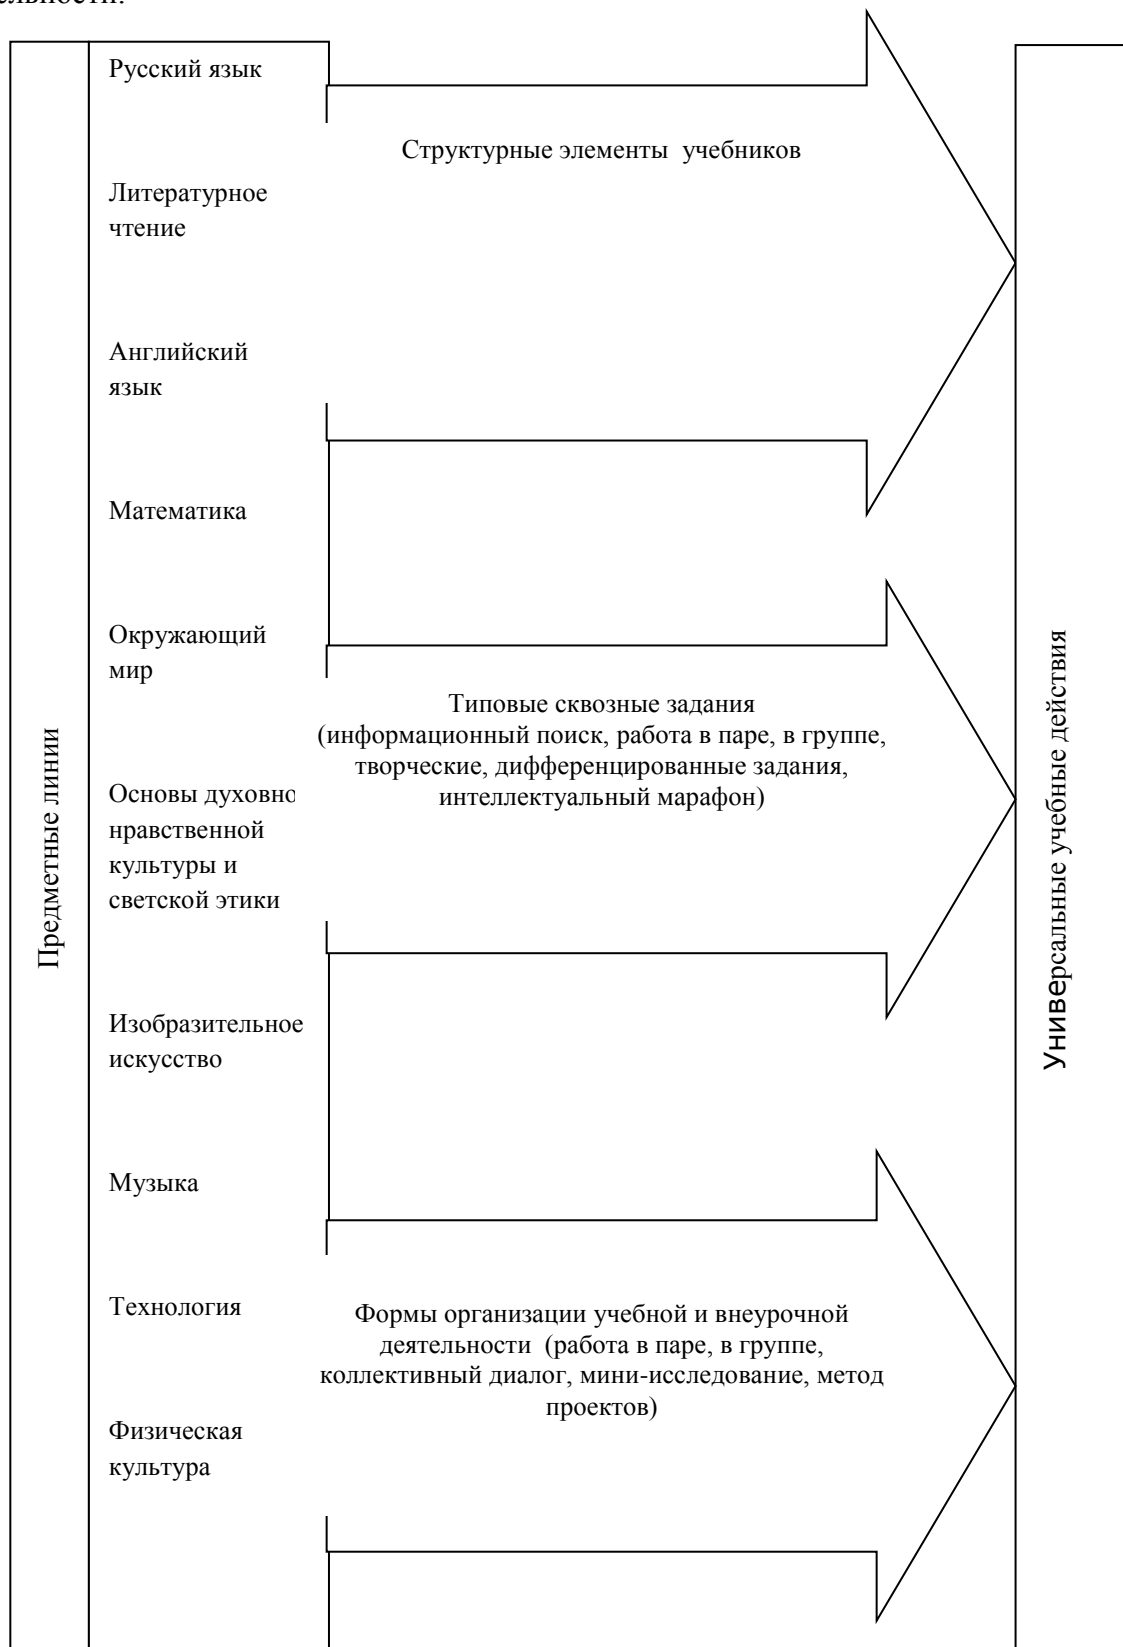 Предметные линии
Русский язык
Литературное
чтение
Английский
язык
Математика
Окружающий
мир
Основы духовно
нравственной
культуры и
светской этики
Изобразительное
искусство
Музыка
Технология
Физическая
культура
Структурные элементы учебников
Типовые сквозные задания
(информационный поиск, работа в паре, в группе,
творческие, дифференцированные задания,
интеллектуальный марафон)
Формы организации учебной и внеурочной
деятельности (работа в паре, в группе,
коллективный диалог, мини-исследование, метод
проектов)
Универсальные учебные действия